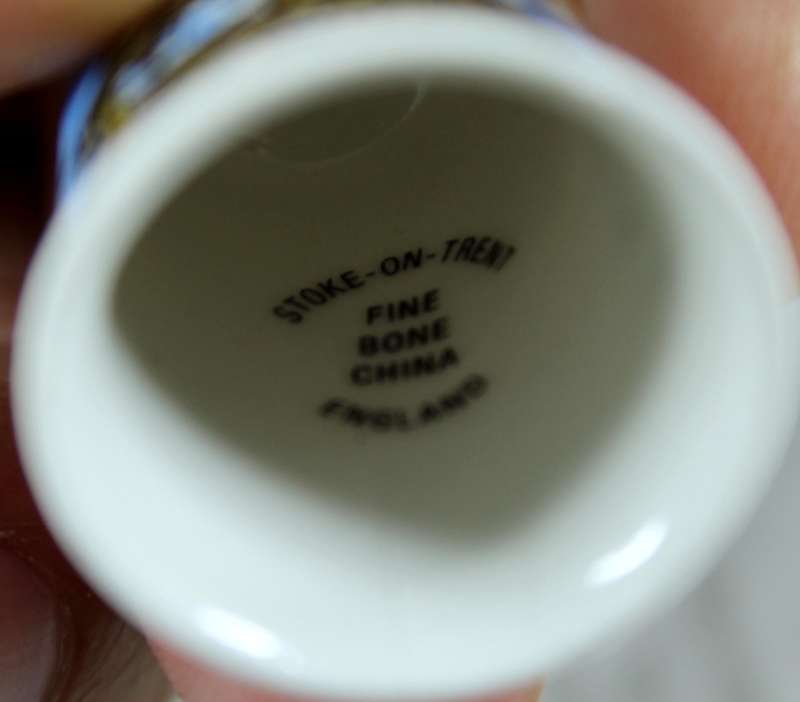 STOKE-ON-TRENT
FINE
BONE
CHINA
ENGLAND